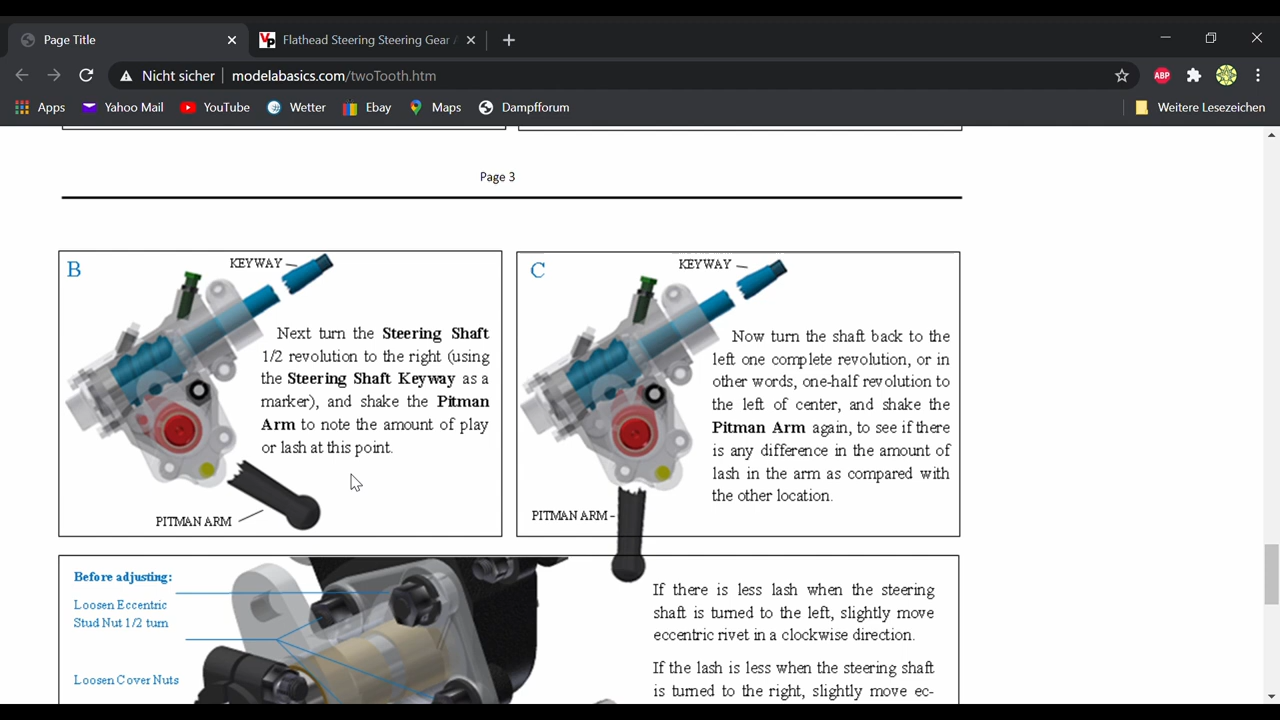 Page Title
Flathead Steering Steering Gear
Nicht sicher
modelabasics.com/twoTooth.htm
ABP
Apps
Yahoo Mail
YouTube
Wetter
Ebay
Maps
Dampfforum
Weitere Lesezeichen
Page 3
B
KEYWAY
Next turn the Steering Shaft
1/2 revolution to the right (using
the Steering Shaft Keyway as a
marker), and shake the Pitman
Arm to note the amount of play
or lash at this point.
PITMAN ARM
C
KEYWAY
Now turn the shaft back to the
left one complete revolution, or in
other words, one-half revolution to
the left of center, and shake the
Pitman Arm again, to see if there
is any difference in the amount of
lash in the arm as compared with
the other location.
PITMAN ARM
Before adjusting:
Loosen Eccentric
Stud Nut 1/2 turn
Loosen Cover Nuts
If there is less lash when the steering
shaft is turned to the left, slightly move
eccentric rivet in a clockwise direction.
If the lash is less when the steering shaft
is turned to the right, slightly move ec-